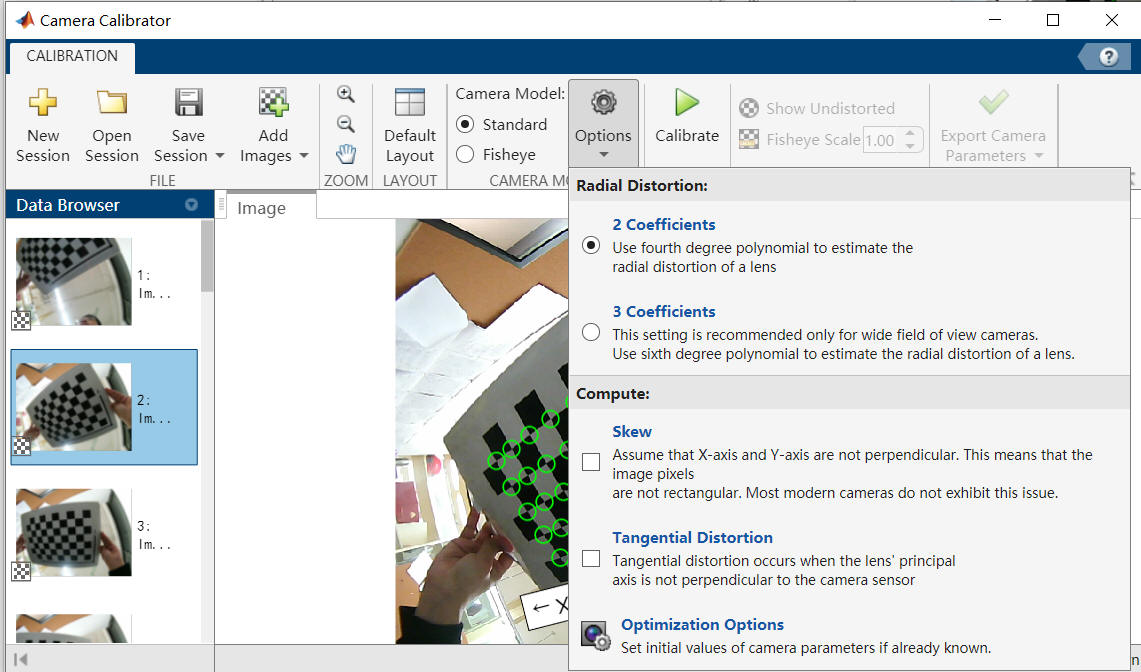 Camera Calibrator
CALIBRATION
?
New Session
Open Session
Save Session
Add Images
FILE
ZOOM
Default Layout
LAYOUT
Camera Model:
Standard
Fisheye
CAMERA MO
Options
Calibrate
Show Undistorted
Fisheye Scale 1.00
Export Camera Parameters
Data Browser
Image
1:
Im...
2:
Im...
3:
Im...
← X
Radial Distortion:
2 Coefficients
Use fourth degree polynomial to estimate the
radial distortion of a lens
3 Coefficients
This setting is recommended only for wide field of view cameras.
Use sixth degree polynomial to estimate the radial distortion of a lens.
Compute:
Skew
Assume that X-axis and Y-axis are not perpendicular. This means that the
image pixels
are not rectangular. Most modern cameras do not exhibit this issue.
Tangential Distortion
Tangential distortion occurs when the lens' principal
axis is not perpendicular to the camera sensor
Optimization Options
Set initial values of camera parameters if already known.